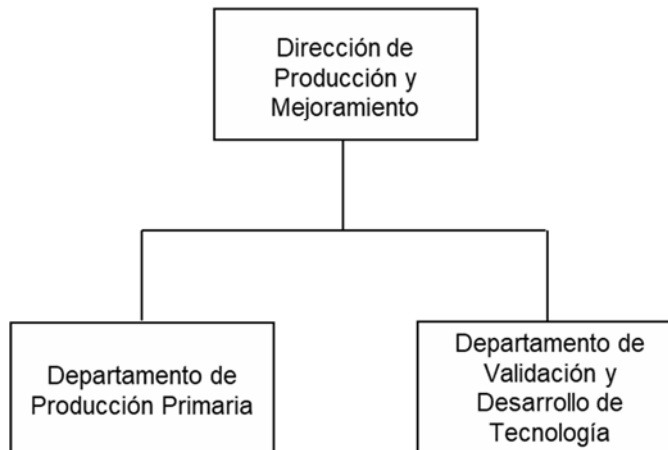 Dirección de
Producción y
Mejoramiento
Departamento de
Producción Primaria
Departamento de
Validación y
Desarrollo de
Tecnología